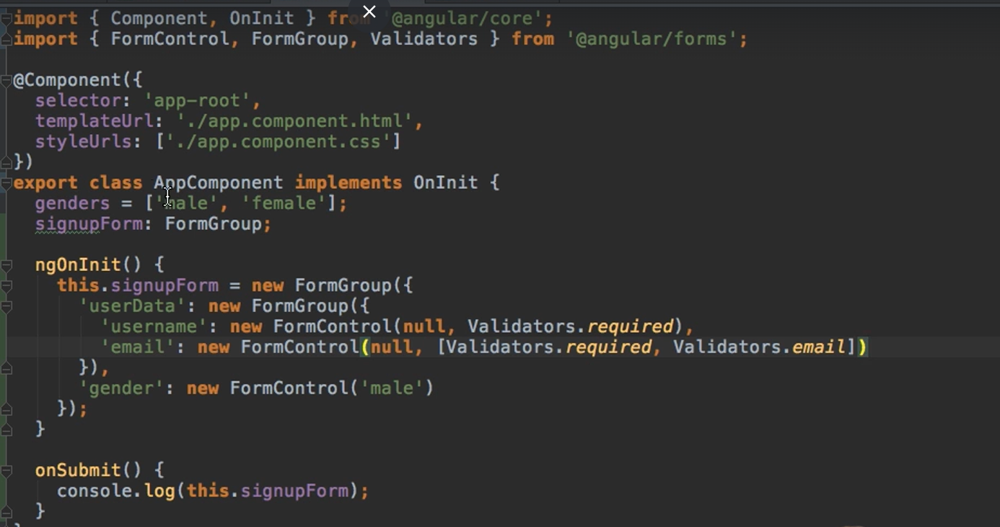 import { Component, OnInit } from '@angular/core';
import { FormControl, FormGroup, Validators } from '@angular/forms';

@Component({
  selector: 'app-root',
  templateUrl: './app.component.html',
  styleUrls: ['./app.component.css']
})
export class AppComponent implements OnInit {
  genders = ['male', 'female'];
  signupForm: FormGroup;

  ngOnInit() {
    this.signupForm = new FormGroup({
      'userData': new FormGroup({
        'username': new FormControl(null, Validators.required),
        'email': new FormControl(null, [Validators.required, Validators.email])
      }),
      'gender': new FormControl('male')
    });
  }

  onSubmit() {
    console.log(this.signupForm);
  }